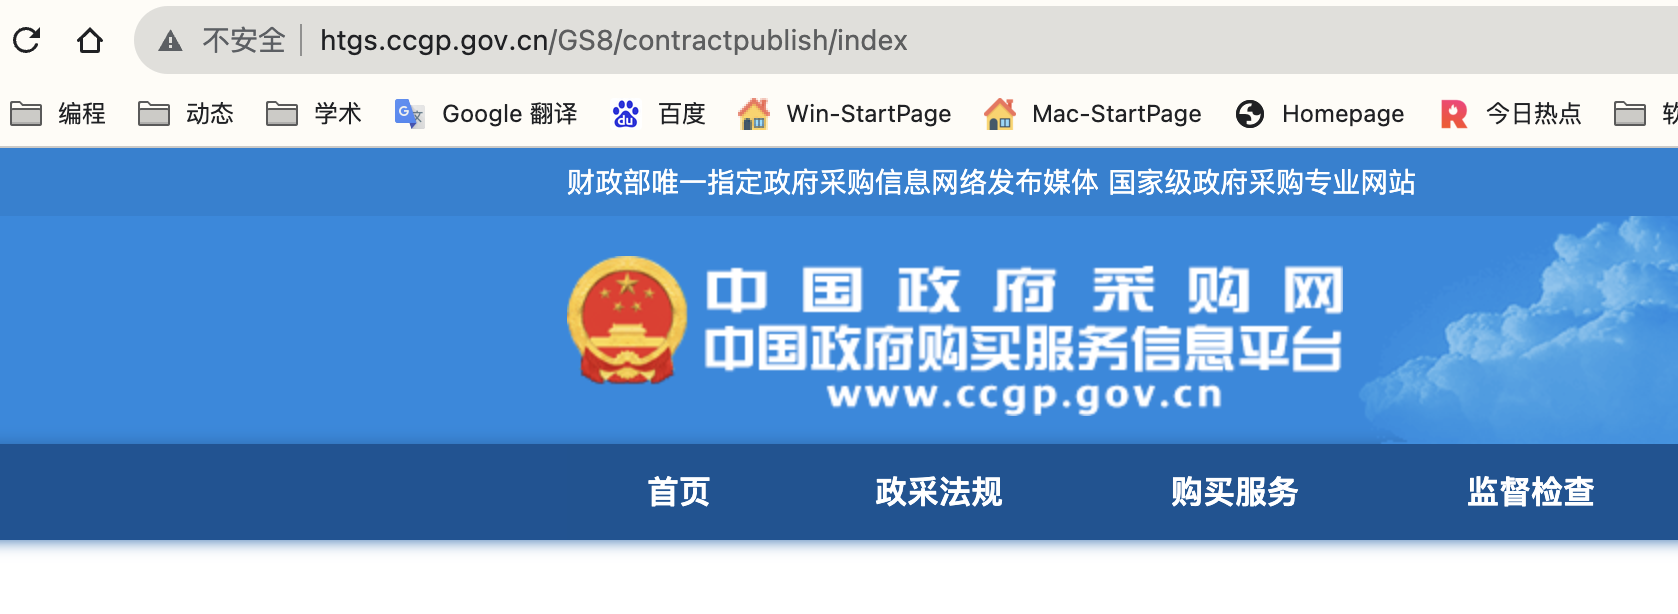 不安全 htgs.ccgp.gov.cn/GS8/contractpublish/index
编程 动态 学术 Google 翻译 百度 Win-StartPage Mac-StartPage Homepage 今日热点
财政部唯一指定政府采购信息网络发布媒体 国家级政府采购专业网站
中国政府采购网
中国政府购买服务信息平台
www.ccgp.gov.cn
首页 政采法规 购买服务 监督检查